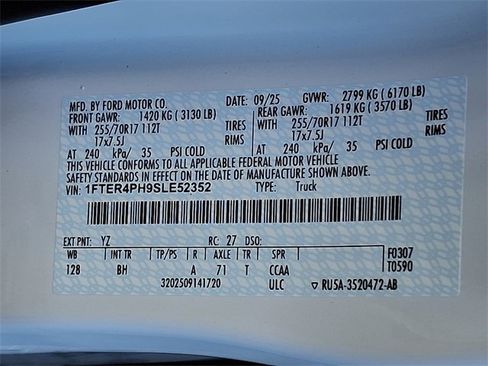 MFD. BY FORD MOTOR CO. DATE: 09/25 GVWR: 2799 KG ( 6170 LB)
FRONT GAWR: 1420 KG ( 3130 LB) REAR GAWR: 1619 KG ( 3570 LB)
WITH 255/70R17 112T TIRES WITH 255/70R17 112T TIRES
17x7.5J RIMS 17x7.5J RIMS
AT 240 kPa/ 35 PSI COLD AT 240 kPa/ 35 PSI COLD
THIS VEHICLE CONFORMS TO ALL APPLICABLE FEDERAL MOTOR VEHICLE
SAFETY STANDARDS IN EFFECT ON THE DATE OF MANUFACTURE SHOWN ABOVE.
VIN: 1FTER4PH9SLE52352 TYPE: Truck
EXT PNT: YZ RC: 27 DSO: F0307
WB INT TR TP/PS R AXLE TR SPR T0590
128 BH A 71 T CCAA
3202509141720 ULC ▽ RU5A-3520472-AB